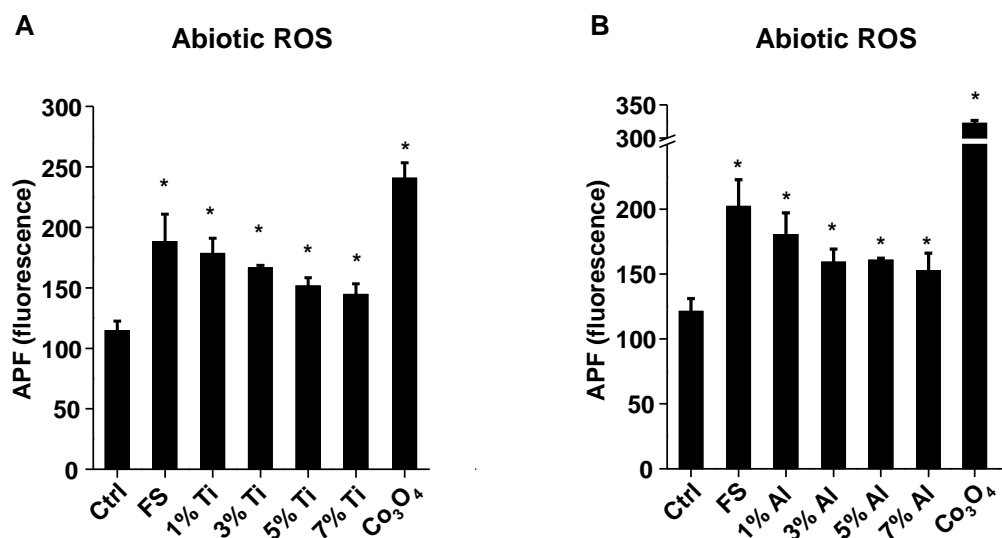 A
Abiotic ROS
APF (fluorescence)
300
250
200
150
100
50
0
* * * * * *
Ctrl FS 1% Ti 3% Ti 5% Ti 7% Ti Co₃O₄
B
Abiotic ROS
APF (fluorescence)
350
300
200
150
100
50
0
* * * * * *
Ctrl FS 1% Al 3% Al 5% Al 7% Al Co₃O₄